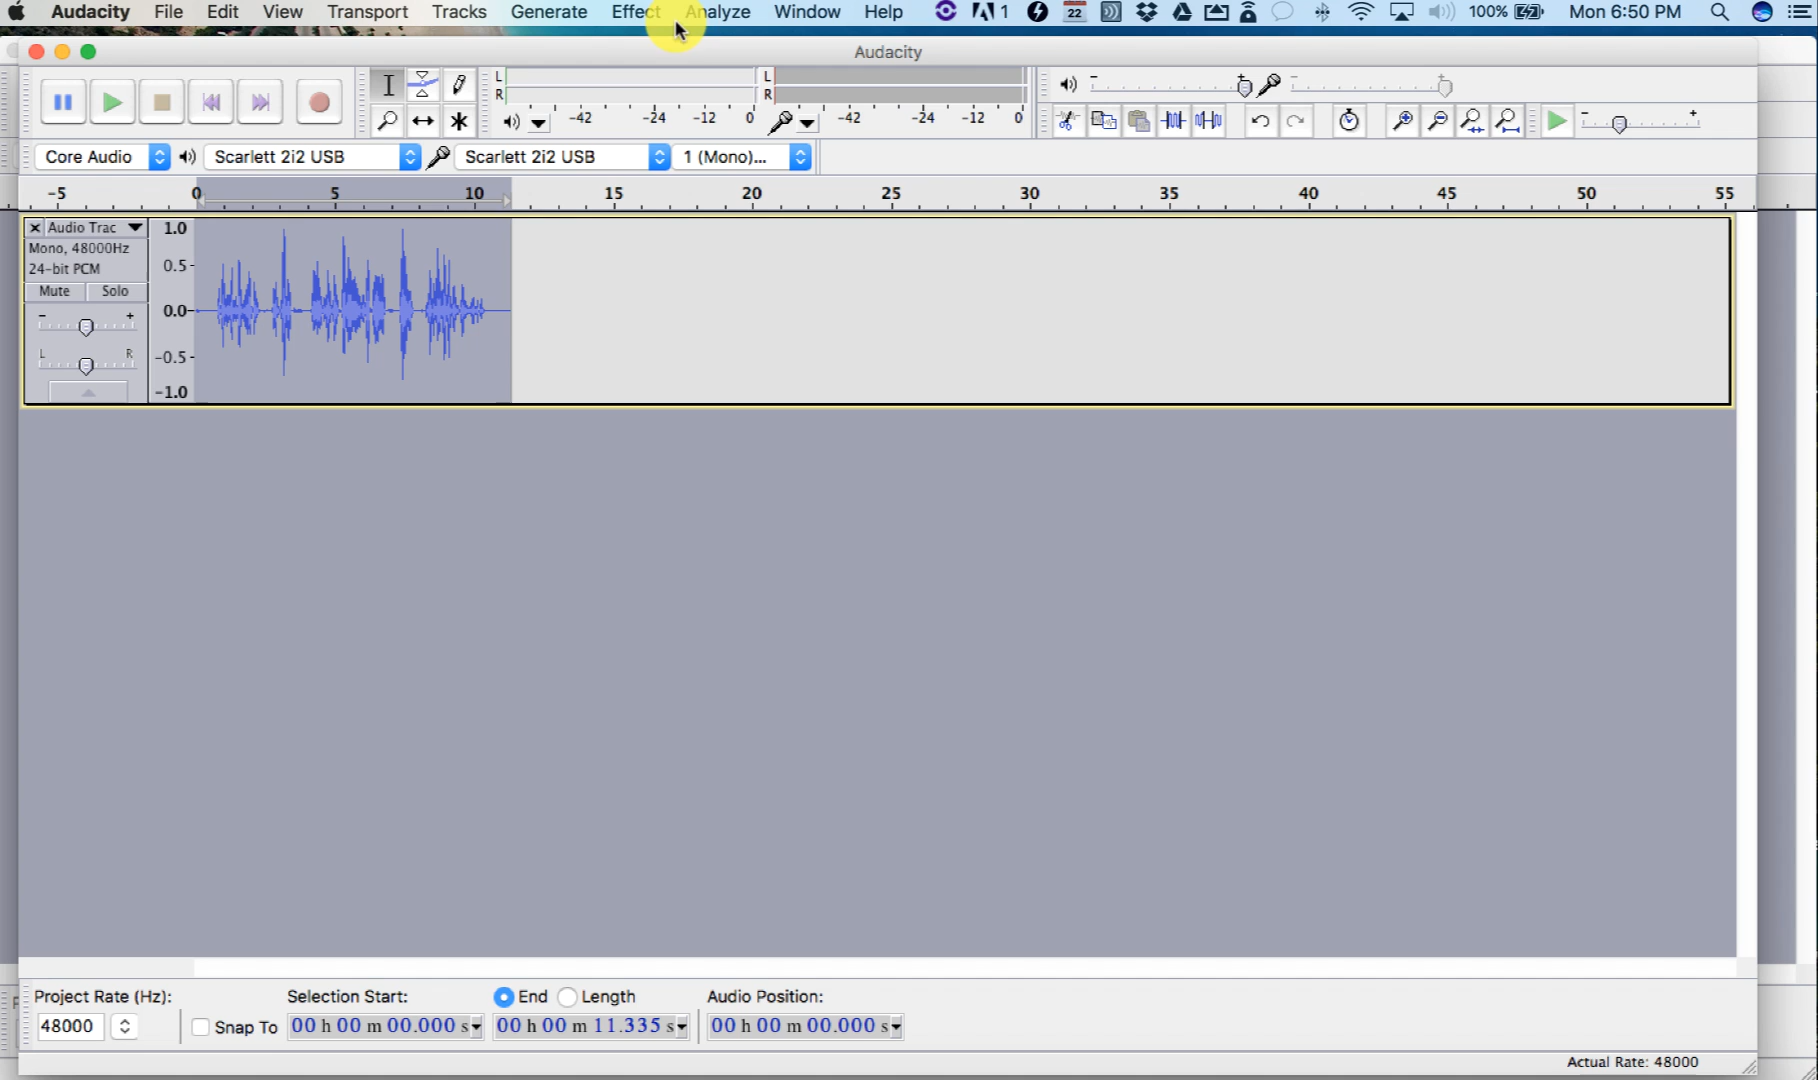 Audacity File Edit View Transport Tracks Generate Effect Analyze Window Help 1 22 100% Mon 6:50 PM
Audacity
L L
R R
-42 -24 -12 0 -42 -24 -12 0
Core Audio Scarlett 2i2 USB Scarlett 2i2 USB 1 (Mono)...
-5 0 5 10 15 20 25 30 35 40 45 50 55
Audio Trac 1.0
Mono, 48000Hz
24-bit PCM 0.5
Mute Solo
- + 0.0
L R -0.5
-1.0
Project Rate (Hz): Selection Start: End Length Audio Position:
48000 Snap To 00 h 00 m 00.000 s 00 h 00 m 11.335 s 00 h 00 m 00.000 s
Actual Rate: 48000